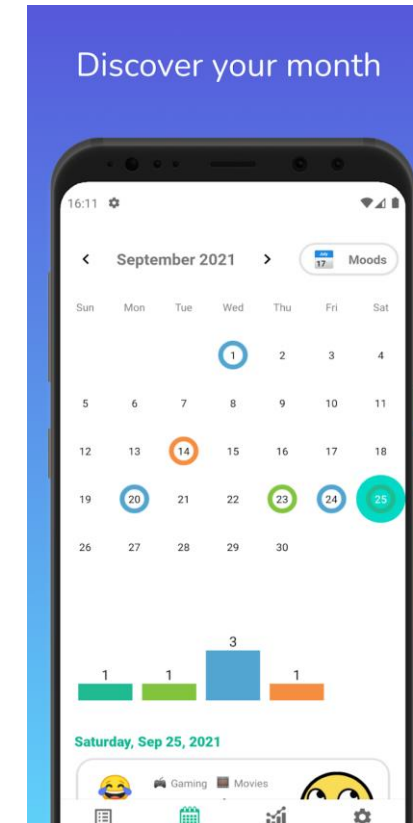 Discover your month
16:11
September 2021
JUL
17
Moods
Sun Mon Tue Wed Thu Fri Sat
1 2 3 4
5 6 7 8 9 10 11
12 13 14 15 16 17 18
19 20 21 22 23 24 25
26 27 28 29 30
1 1 3 1
Saturday, Sep 25, 2021
Gaming Movies